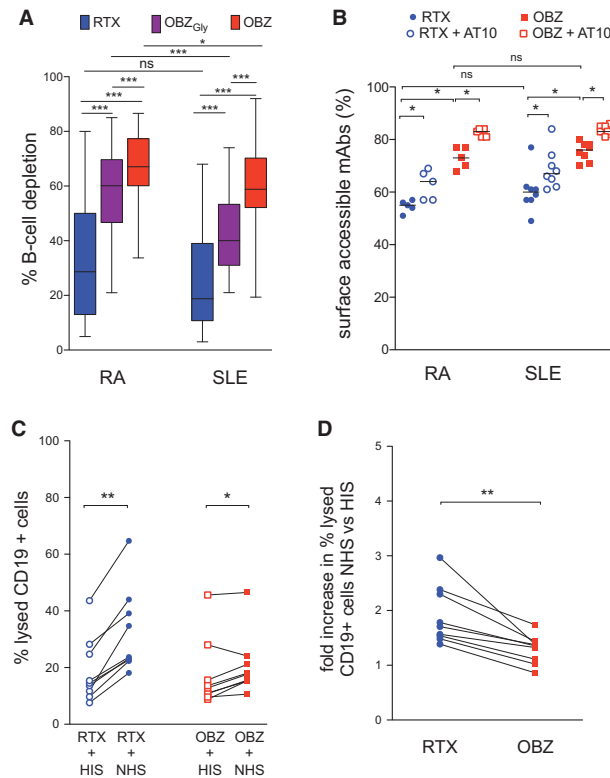 A
RTX
OBZGly
OBZ
*
***
ns
***
***
***
***
***
***
% B-cell depletion
100
80
60
40
20
0
RA
SLE
B
RTX
OBZ
RTX + AT10
OBZ + AT10
ns
ns
*
*
*
*
*
*
*
*
surface accessible mAbs (%)
100
80
60
40
20
0
RA
SLE
C
% lysed CD19 + cells
100
80
60
40
20
0
**
*
RTX + HIS
RTX + NHS
OBZ + HIS
OBZ + NHS
D
fold increase in % lysed
CD19+ cells NHS vs HIS
5
4
3
2
1
0
**
RTX
OBZ